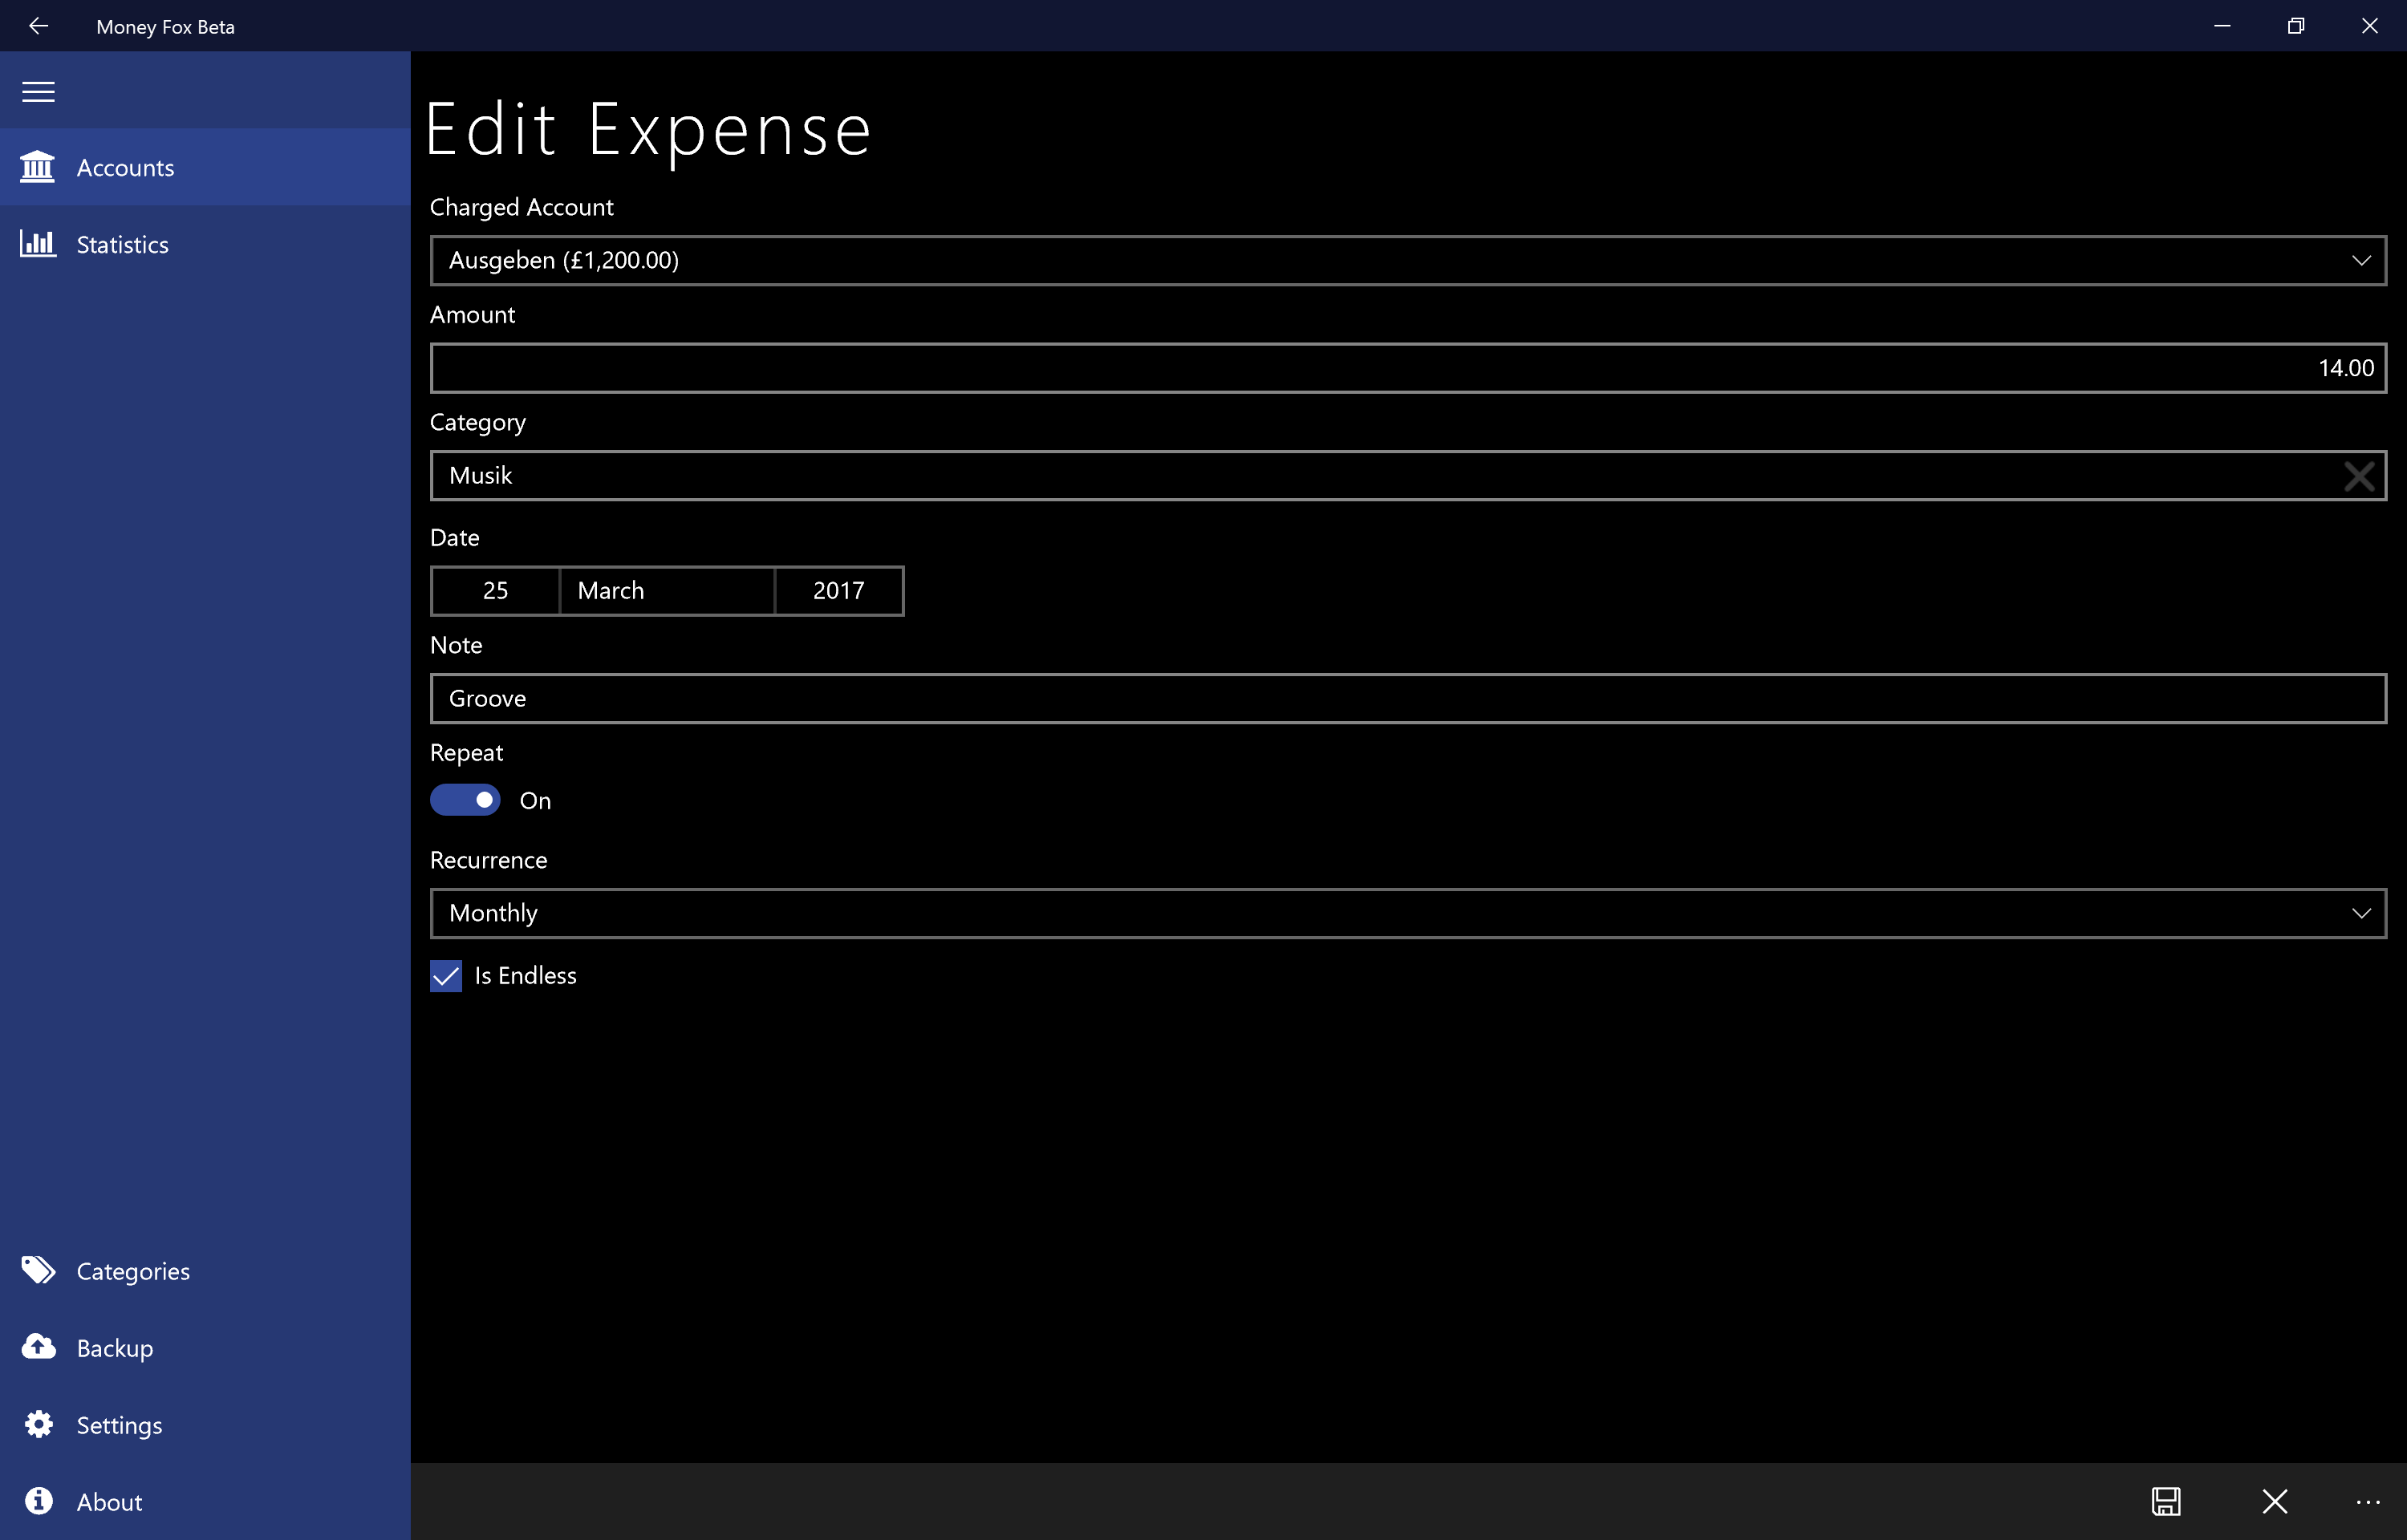 Money Fox Beta
Accounts
Statistics
Categories
Backup
Settings
About
Edit Expense
Charged Account
Ausgeben (£1,200.00)
Amount
14.00
Category
Musik
Date
25 March 2017
Note
Groove
Repeat
On
Recurrence
Monthly
Is Endless